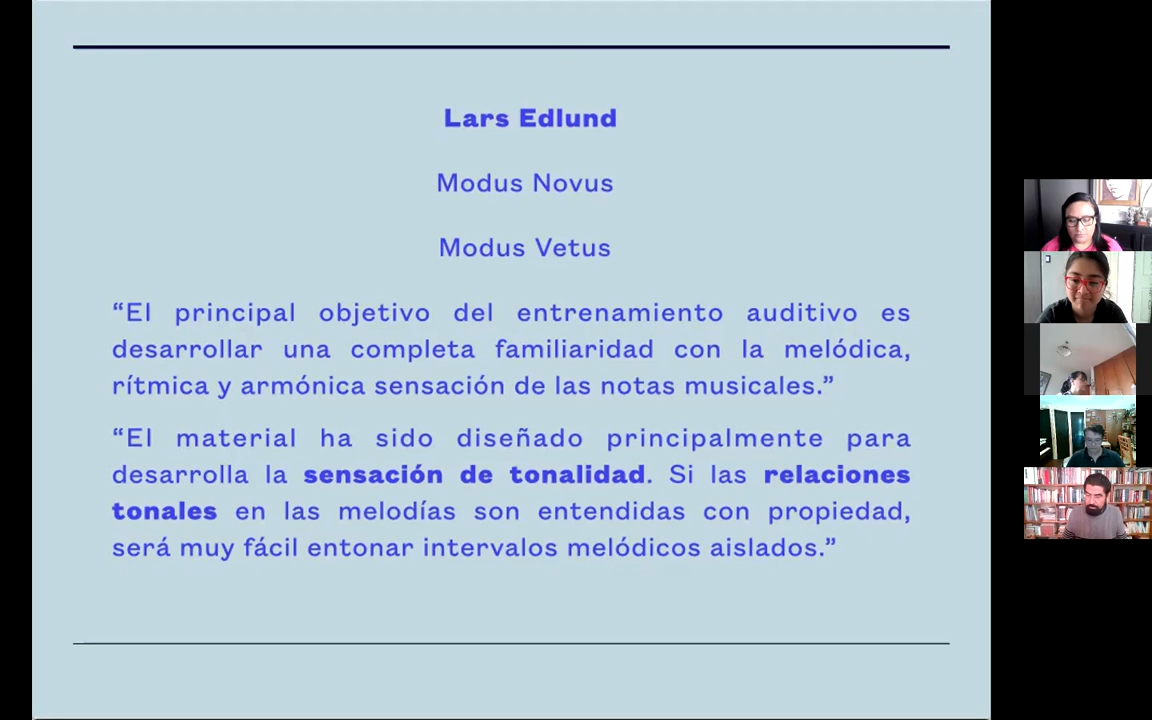 Lars Edlund
Modus Novus
Modus Vetus
“El principal objetivo del entrenamiento auditivo es
desarrollar una completa familiaridad con la melódica,
rítmica y armónica sensación de las notas musicales.”
“El material ha sido diseñado principalmente para
desarrolla la sensación de tonalidad. Si las relaciones
tonales en las melodías son entendidas con propiedad,
será muy fácil entonar intervalos melódicos aislados.”